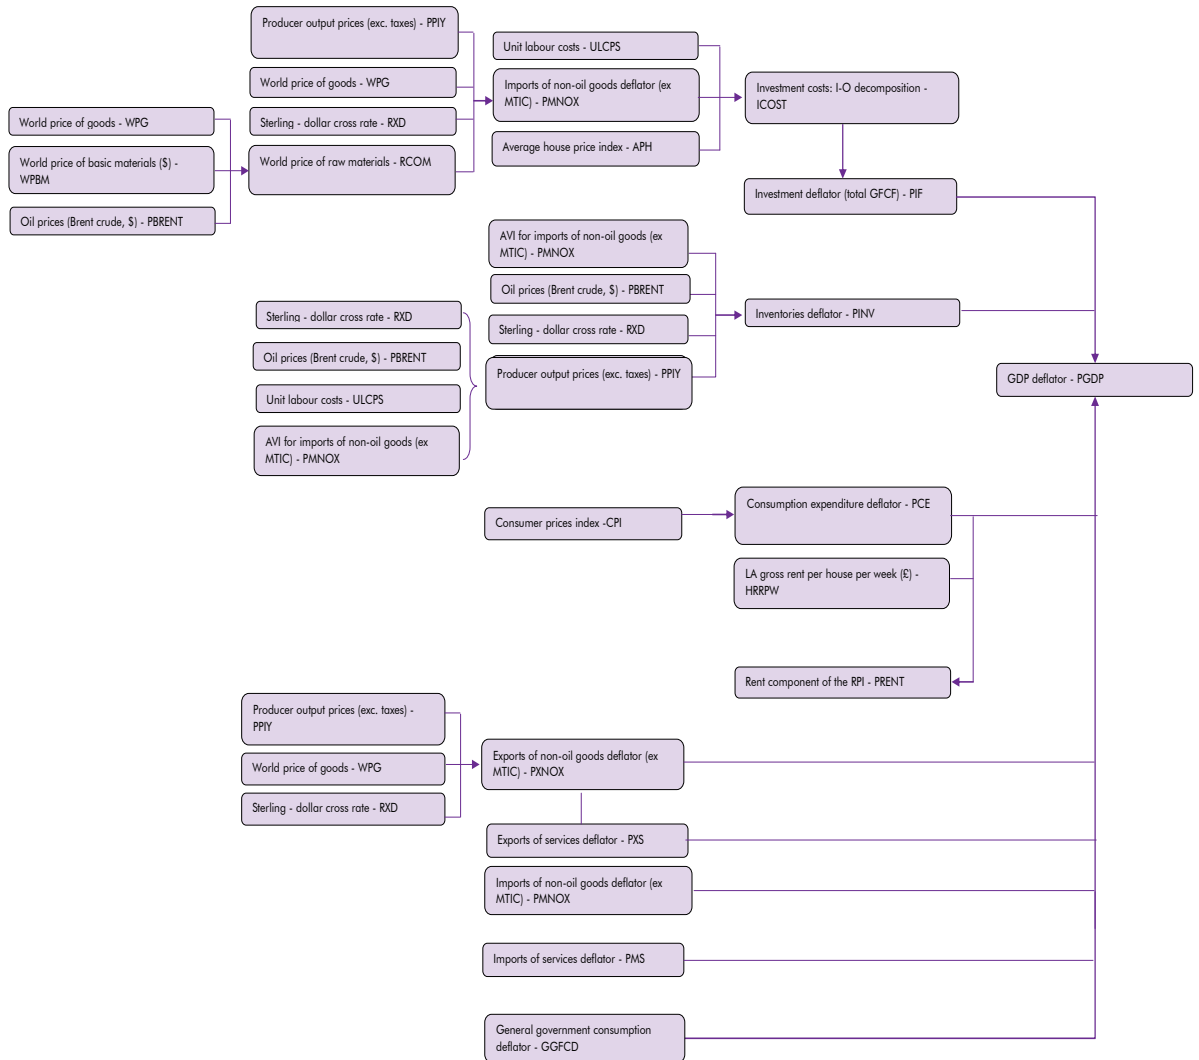 Producer output prices (exc. taxes) - PPIY
World price of goods - WPG
Sterling - dollar cross rate - RXD
World price of raw materials - RCOM
World price of goods - WPG
World price of basic materials ($) -
WPBM
Oil prices (Brent crude, $) - PBRENT
Unit labour costs - ULCPS
Imports of non-oil goods deflator (ex
MTIC) - PMNOX
Average house price index - APH
Investment costs: I-O decomposition -
ICOST
Investment deflator (total GFCF) - PIF
AVI for imports of non-oil goods (ex
MTIC) - PMNOX
Oil prices (Brent crude, $) - PBRENT
Sterling - dollar cross rate - RXD
Producer output prices (exc. taxes) - PPIY
Inventories deflator - PINV
Sterling - dollar cross rate - RXD
Oil prices (Brent crude, $) - PBRENT
Unit labour costs - ULCPS
AVI for imports of non-oil goods (ex
MTIC) - PMNOX
GDP deflator - PGDP
Consumer prices index -CPI
Consumption expenditure deflator - PCE
LA gross rent per house per week (£) -
HRRPW
Rent component of the RPI - PRENT
Producer output prices (exc. taxes) -
PPIY
World price of goods - WPG
Sterling - dollar cross rate - RXD
Exports of non-oil goods deflator (ex
MTIC) - PXNOX
Exports of services deflator - PXS
Imports of non-oil goods deflator (ex
MTIC) - PMNOX
Imports of services deflator - PMS
General government consumption
deflator - GGFCD